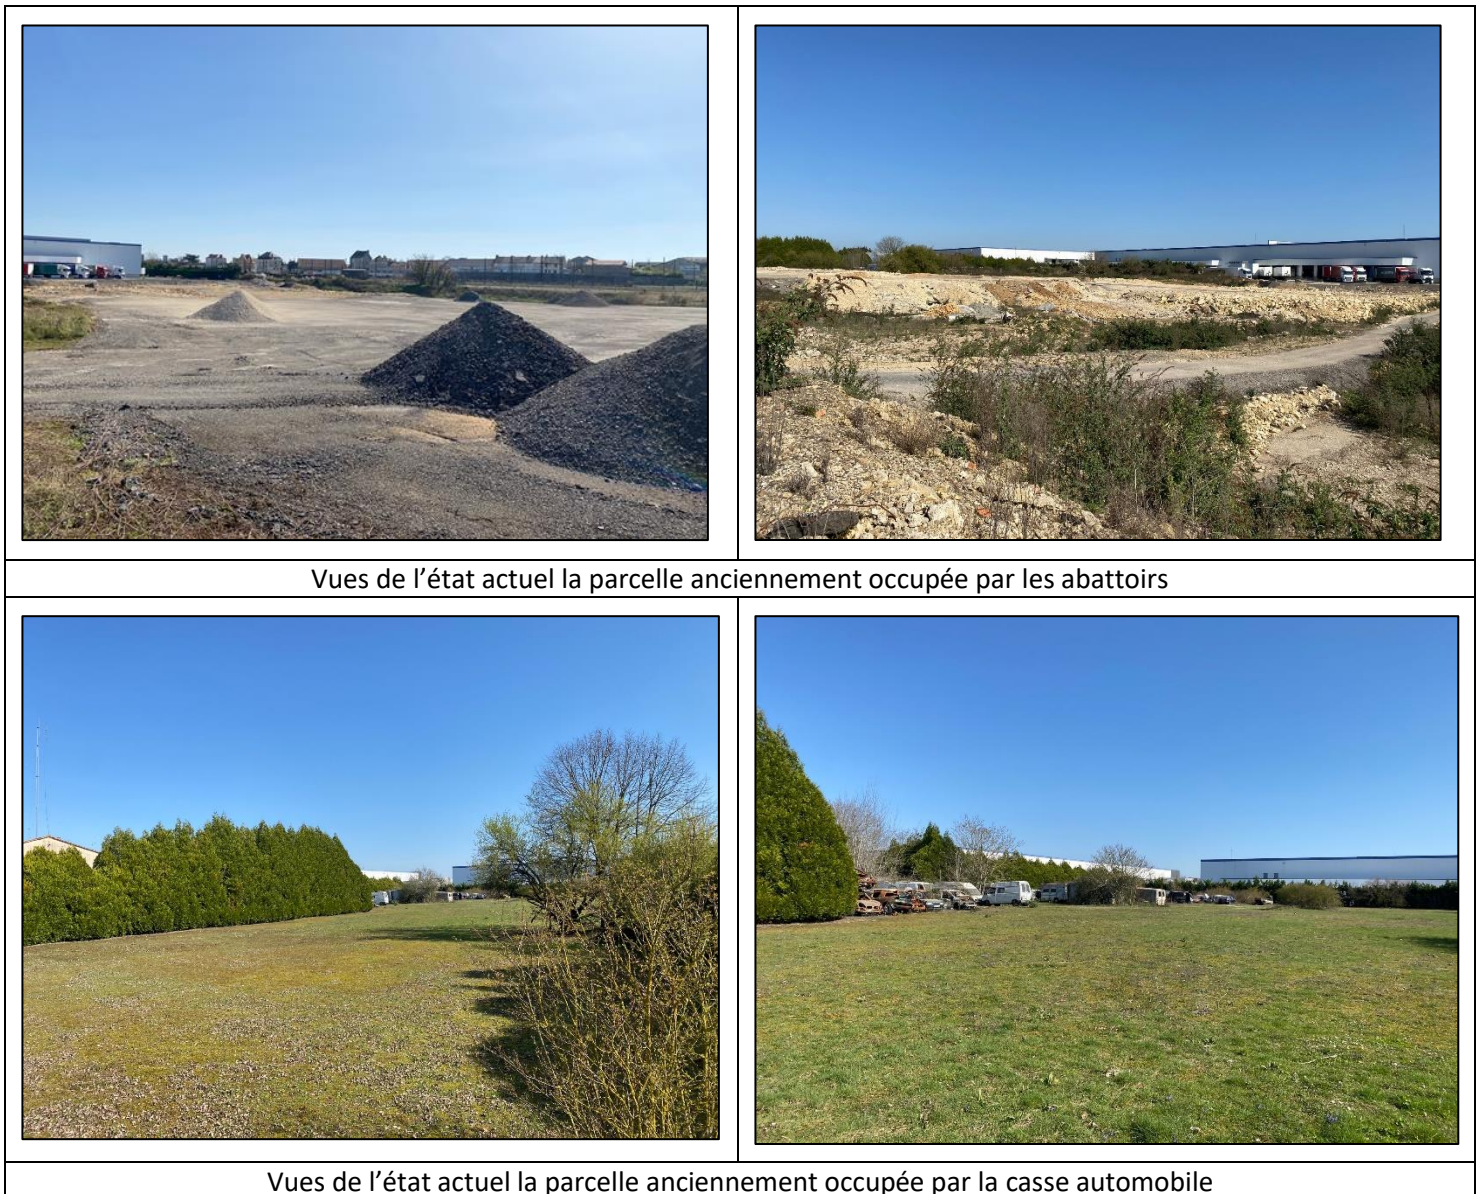 Vues de l’état actuel la parcelle anciennement occupée par les abattoirs
Vues de l’état actuel la parcelle anciennement occupée par la casse automobile